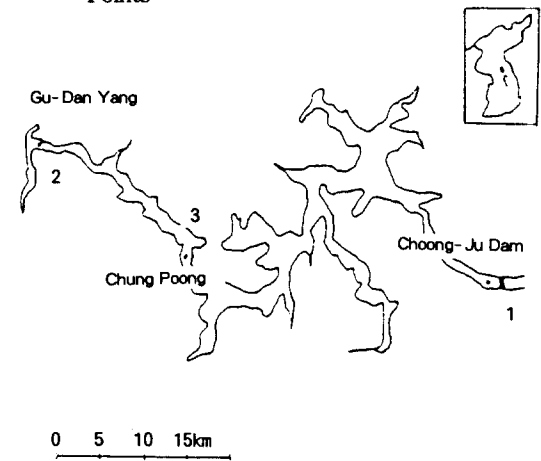 Points
Gu-Dan Yang
2
3
Choong-Ju Dam
Chung Poong
1
0 5 10 15km